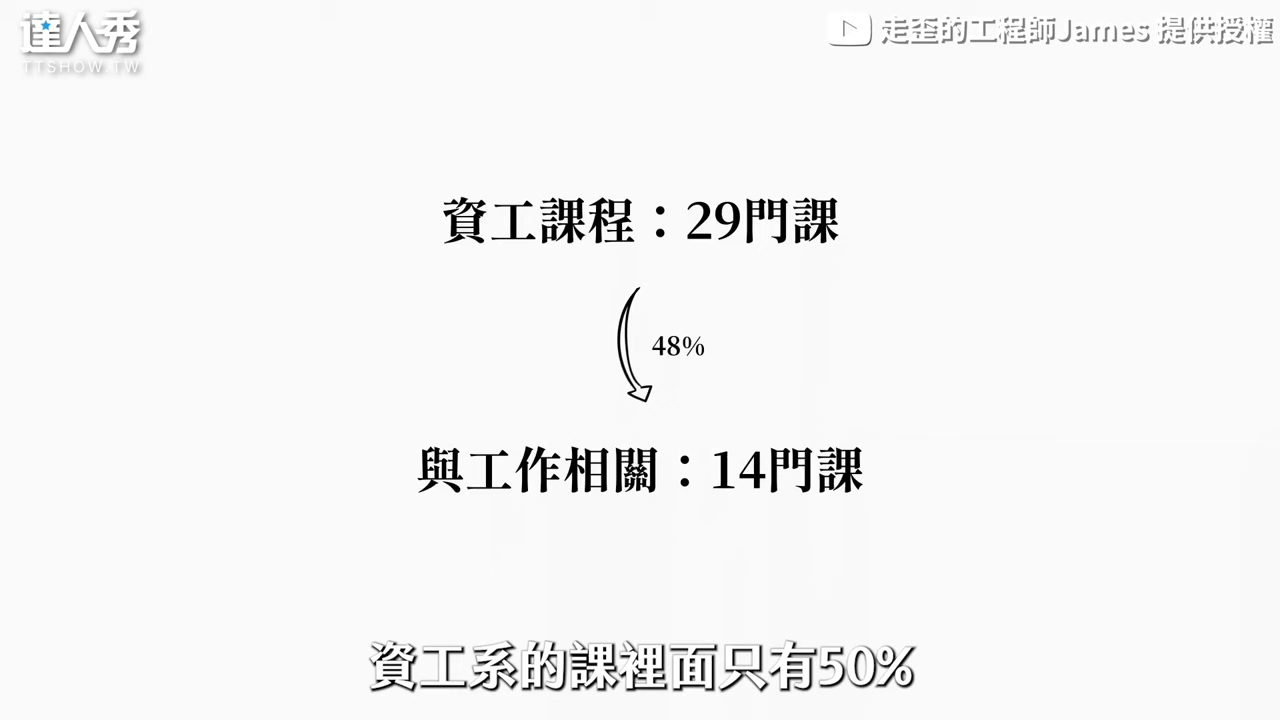 達人秀
TTSHOW.TW
走歪的工程師James 提供授權
資工課程：29門課
48%
與工作相關：14門課
資工系的課裡面只有50%